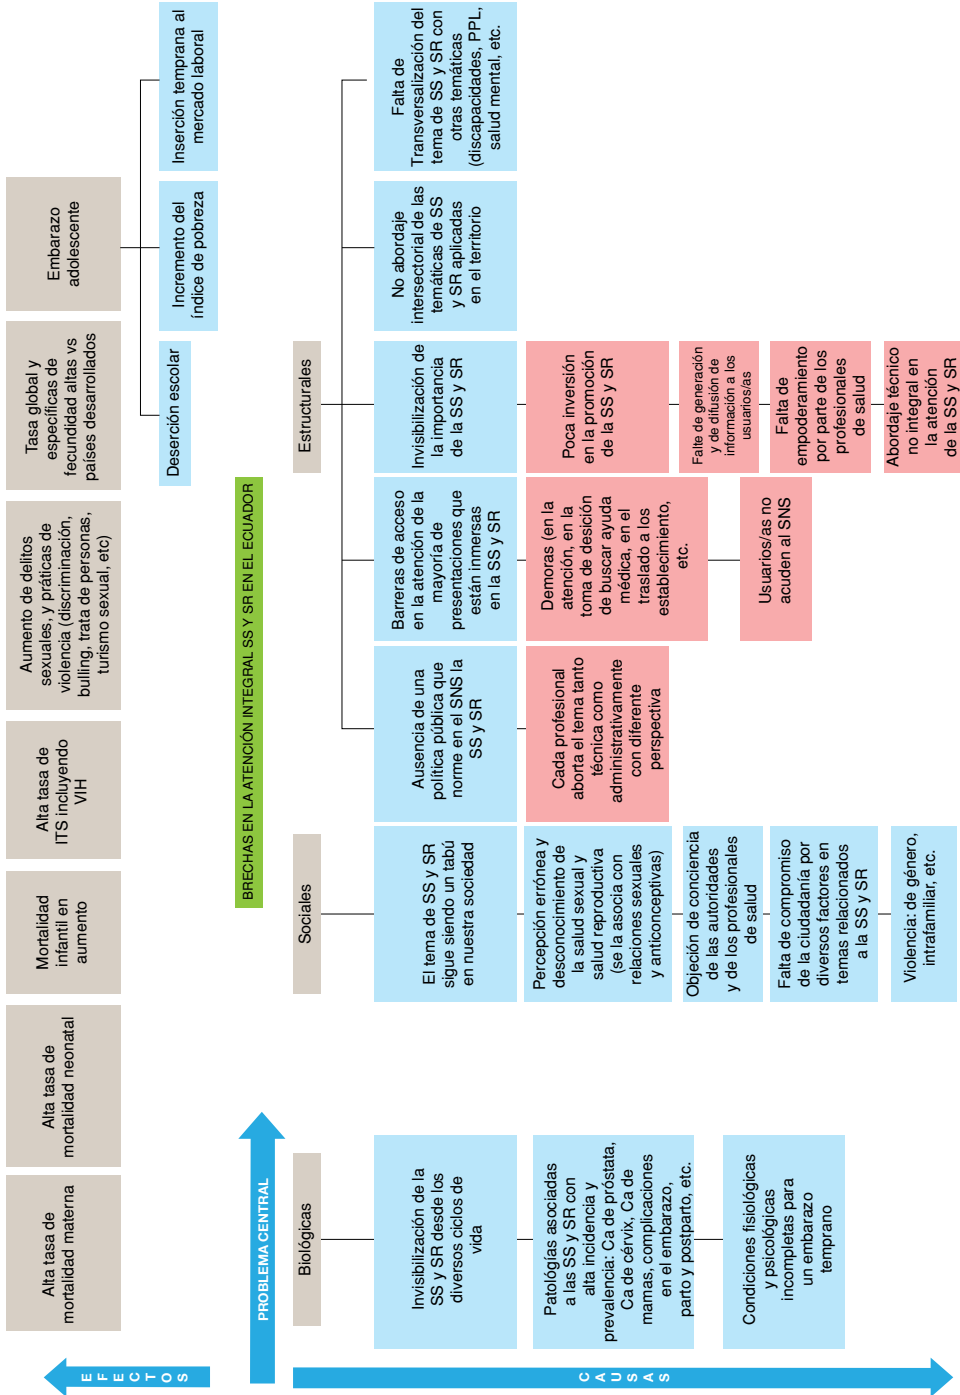 EFECTOS
Alta tasa de
mortalidad materna
Alta tasa de
mortalidad neonatal
Mortalidad
infantil en
aumento
Alta tasa de
ITS incluyendo
VIH
Aumento de delitos
sexuales, y práticas de
violencia (discriminación,
bulling, trata de personas,
turismo sexual, etc)
Tasa global y
específicas de
fecundidad altas vs
países desarrollados
Embarazo
adolescente
Deserción escolar
Incremento del
índice de pobreza
Inserción temprana al
mercado laboral
PROBLEMA CENTRAL
BRECHAS EN LA ATENCIÓN INTEGRAL SS Y SR EN EL ECUADOR
CAUSAS
Biológicas
Invisibilización de la
SS y SR desde los
diversos ciclos de
vida
Patológías asociadas
a las SS y SR con
alta incidencia y
prevalencia: Ca de próstata,
Ca de cérvix, Ca de
mamas, complicaciones
en el embarazo,
parto y postparto, etc.
Condiciones fisiológicas
y psicológicas
incompletas para
un embarazo
temprano
Sociales
El tema de SS y SR
sigue siendo un tabú
en nuestra sociedad
Percepción errónea y
desconocimiento de
la salud sexual y
salud reproductiva
(se la asocia con
relaciones sexuales
y anticonceptivas)
Objeción de conciencia
de las autoridades
y de los profesionales
de salud
Falta de compromiso
de la ciudadanía por
diversos factores en
temas relacionados
a la SS y SR
Violencia: de género,
intrafamiliar, etc.
Estructurales
Ausencia de una
política pública que
norme en el SNS la
SS y SR
Cada profesional
aborta el tema tanto
técnica como
administrativamente
con diferente
perspectiva
Barreras de acceso
en la atención de la
mayoría de
presentaciones que
están inmersas
en la SS y SR
Demoras (en la
atención, en la
toma de desición
de buscar ayuda
médica, en el
traslado a los
establecimiento,
etc.
Usuarios/as no
acuden al SNS
Invisibilización de
la importancia
de la SS y SR
Poca inversión
en la promoción
de la SS y SR
Falte de generación
y de difusión de
información a los
usuarios/as
Falta de
empoderamiento
por parte de los
profesionales
de salud
Abordaje técnico
no integral en
la atención
de la SS y SR
No abordaje
intersectorial de las
temáticas de SS
y SR aplicadas
en el territorio
Falta de
Transversalización del
tema de SS y SR con
otras temáticas
(discapacidades, PPL,
salud mental, etc.